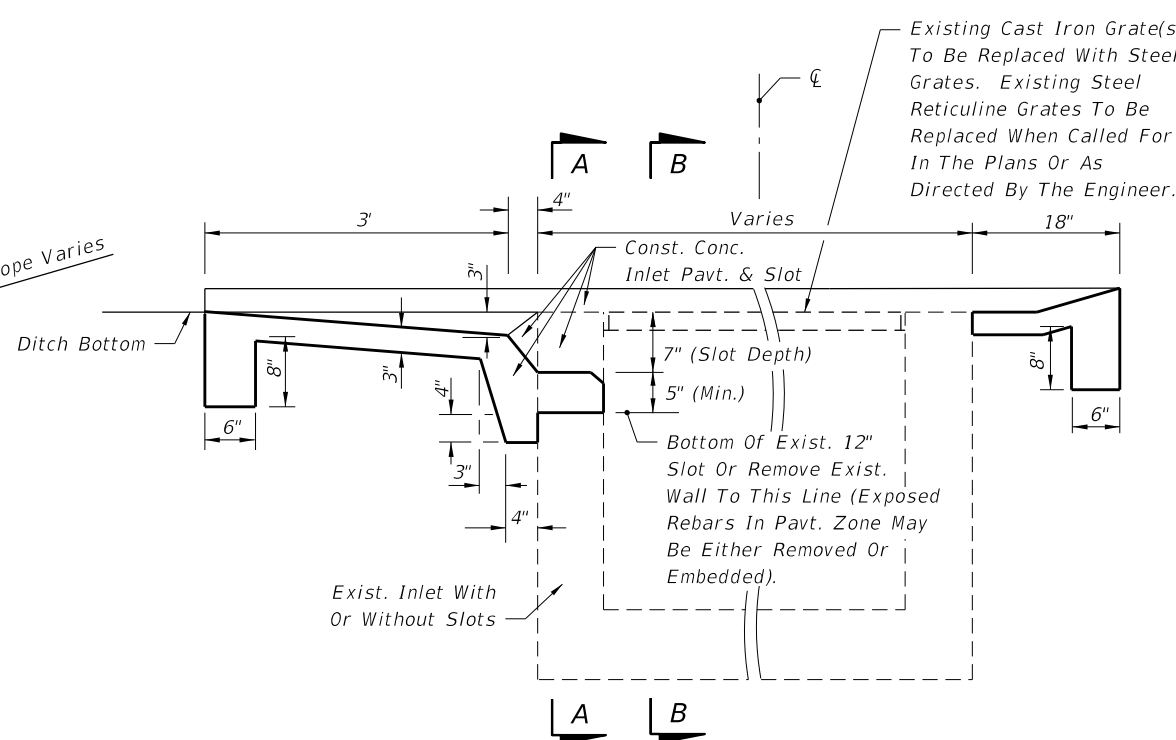 Existing Cast Iron Grate(s
To Be Replaced With Steel
Grates. Existing Steel
Reticuline Grates To Be
Replaced When Called For
In The Plans Or As
Directed By The Engineer.
℄
A
B
4"
3'
Varies
18"
ope Varies
Const. Conc.
Inlet Pavt. & Slot
3"
Ditch Bottom
7" (Slot Depth)
8"
3"
8"
4"
5" (Min.)
6"
6"
Bottom Of Exist. 12"
Slot Or Remove Exist.
Wall To This Line (Exposed
Rebars In Pavt. Zone May
Be Either Removed Or
Embedded).
3"
4"
Exist. Inlet With
Or Without Slots
A
B